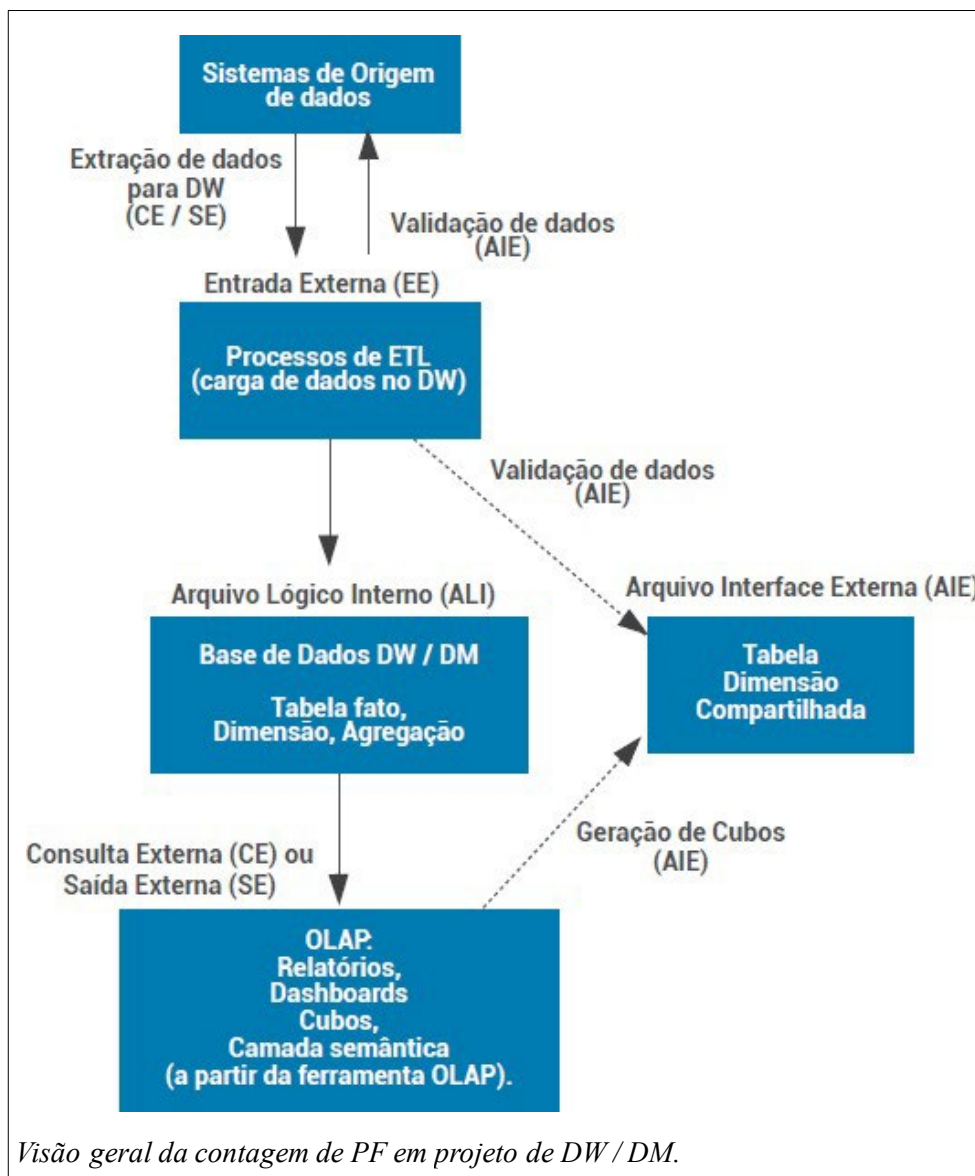 Sistemas de Origem
de dados
Extração de dados
para DW
(CE / SE)
Validação de dados
(AIE)
Entrada Externa (EE)
Processos de ETL
(carga de dados no DW)
Validação de dados
(AIE)
Arquivo Lógico Interno (ALI)
Arquivo Interface Externa (AIE)
Base de Dados DW / DM
Tabela fato,
Dimensão, Agregação
Tabela
Dimensão
Compartilhada
Geração de Cubos
(AIE)
Consulta Externa (CE) ou
Saída Externa (SE)
OLAP:
Relatórios,
Dashboards
Cubos,
Camada semântica
(a partir da ferramenta OLAP).
Visão geral da contagem de PF em projeto de DW / DM.